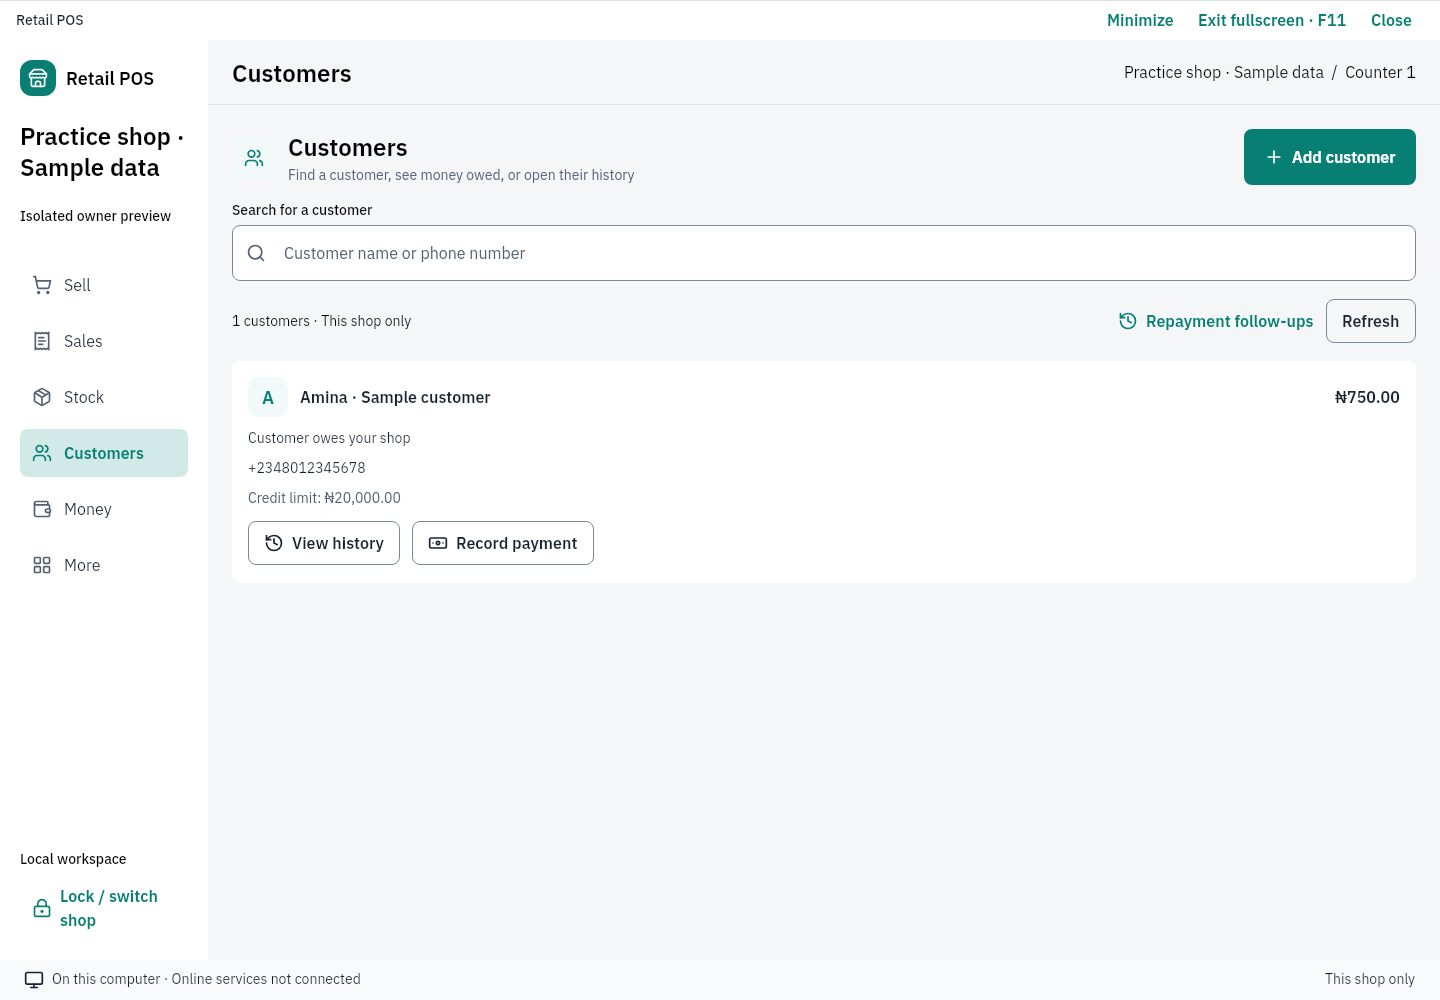 Retail POS
Minimize
Exit fullscreen · F11
Close
Retail POS
Practice shop ·
Sample data
Isolated owner preview
Sell
Sales
Stock
Customers
Money
More
Local workspace
Lock / switch
shop
Customers
Practice shop · Sample data / Counter 1
Customers
Find a customer, see money owed, or open their history
Add customer
Search for a customer
Customer name or phone number
1 customers · This shop only
Repayment follow-ups
Refresh
A
Amina · Sample customer
₦750.00
Customer owes your shop
+2348012345678
Credit limit: ₦20,000.00
View history
Record payment
On this computer · Online services not connected
This shop only